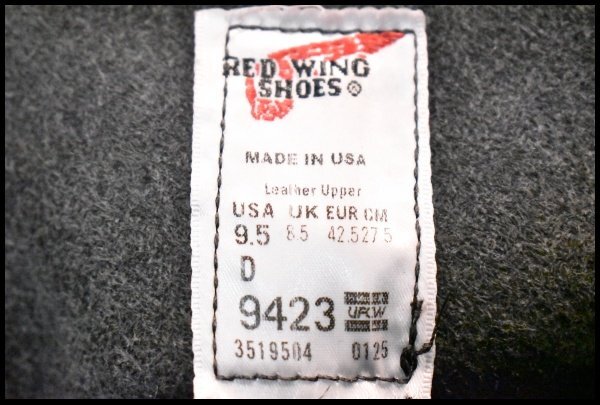 RED WING
SHOES ®
MADE IN USA
Leather Upper
USA UK EUR CM
9.5 8.5 42.5 27.5
D
9423 UFCW
3519504 0125